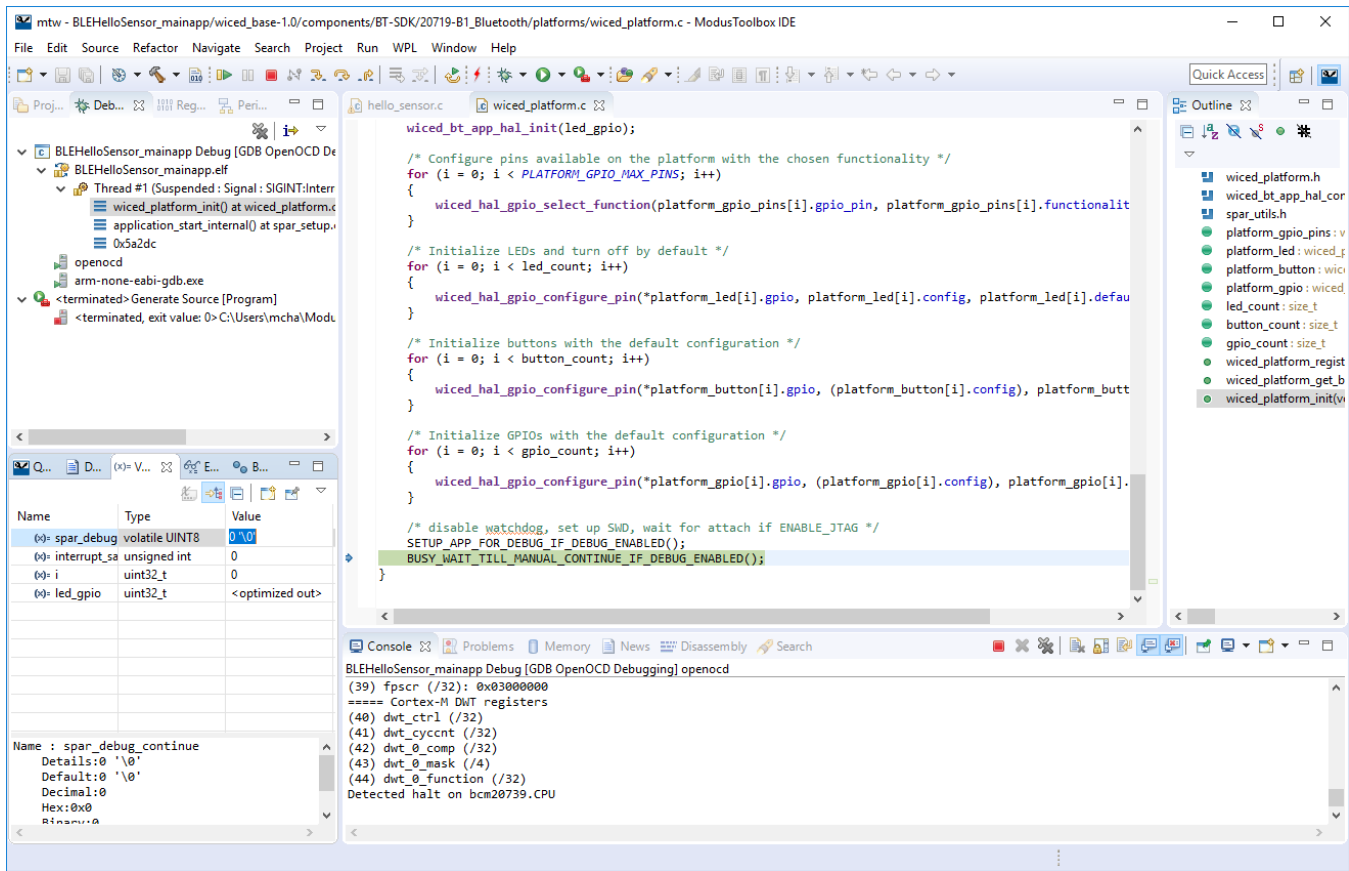 mtw - BLEHelloSensor_mainapp/wiced_base-1.0/components/BT-SDK/20719-B1_Bluetooth/platforms/wiced_platform.c - ModusToolbox IDE
File Edit Source Refactor Navigate Search Project Run WPL Window Help
Quick Access
Proj... Deb... Reg... Peri...
BLEHelloSensor_mainapp Debug [GDB OpenOCD De
BLEHelloSensor_mainapp.elf
Thread #1 (Suspended : Signal : SIGINT:Interr
wiced_platform_init() at wiced_platform.c
application_start_internal() at spar_setup.
0x5a2dc
openocd
arm-none-eabi-gdb.exe
<terminated>Generate Source [Program]
<terminated, exit value: 0>C:\Users\mcha\Modu
Q... D... (x)= V... E... B...
Name Type Value
(x)= spar_debug volatile UINT8 0 '\0'
(x)= interrupt_sa unsigned int 0
(x)= i uint32_t 0
(x)= led_gpio uint32_t <optimized out>
Name : spar_debug_continue
Details:0 '\0'
Default:0 '\0'
Decimal:0
Hex:0x0
Binary:0
hello_sensor.c wiced_platform.c
wiced_bt_app_hal_init(led_gpio);
/* Configure pins available on the platform with the chosen functionality */
for (i = 0; i < PLATFORM_GPIO_MAX_PINS; i++)
{
wiced_hal_gpio_select_function(platform_gpio_pins[i].gpio_pin, platform_gpio_pins[i].functionalit
}
/* Initialize LEDs and turn off by default */
for (i = 0; i < led_count; i++)
{
wiced_hal_gpio_configure_pin(*platform_led[i].gpio, platform_led[i].config, platform_led[i].defau
}
/* Initialize buttons with the default configuration */
for (i = 0; i < button_count; i++)
{
wiced_hal_gpio_configure_pin(*platform_button[i].gpio, (platform_button[i].config), platform_butt
}
/* Initialize GPIOs with the default configuration */
for (i = 0; i < gpio_count; i++)
{
wiced_hal_gpio_configure_pin(*platform_gpio[i].gpio, (platform_gpio[i].config), platform_gpio[i].
}
/* disable watchdog, set up SWD, wait for attach if ENABLE_JTAG */
SETUP_APP_FOR_DEBUG_IF_DEBUG_ENABLED();
BUSY_WAIT_TILL_MANUAL_CONTINUE_IF_DEBUG_ENABLED();
}
Outline
wiced_platform.h
wiced_bt_app_hal_cor
spar_utils.h
platform_gpio_pins : w
platform_led : wiced_p
platform_button : wic
platform_gpio : wiced_
led_count : size_t
button_count : size_t
gpio_count : size_t
wiced_platform_regist
wiced_platform_get_b
wiced_platform_init(v
Console Problems Memory News Disassembly Search
BLEHelloSensor_mainapp Debug [GDB OpenOCD Debugging] openocd
(39) fpscr (/32): 0x03000000
===== Cortex-M DWT registers
(40) dwt_ctrl (/32)
(41) dwt_cyccnt (/32)
(42) dwt_0_comp (/32)
(43) dwt_0_mask (/4)
(44) dwt_0_function (/32)
Detected halt on bcm20739.CPU